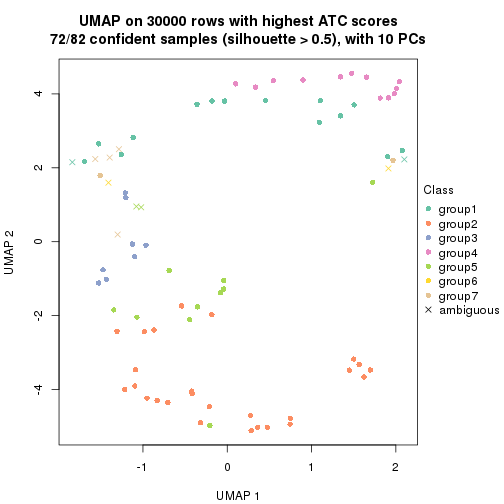 UMAP on 30000 rows with highest ATC scores
72/82 confident samples (silhouette > 0.5), with 10 PCs
4
2
0
-2
-4
UMAP 2
-1
0
1
2
UMAP 1
Class
group1
group2
group3
group4
group5
group6
group7
ambiguous